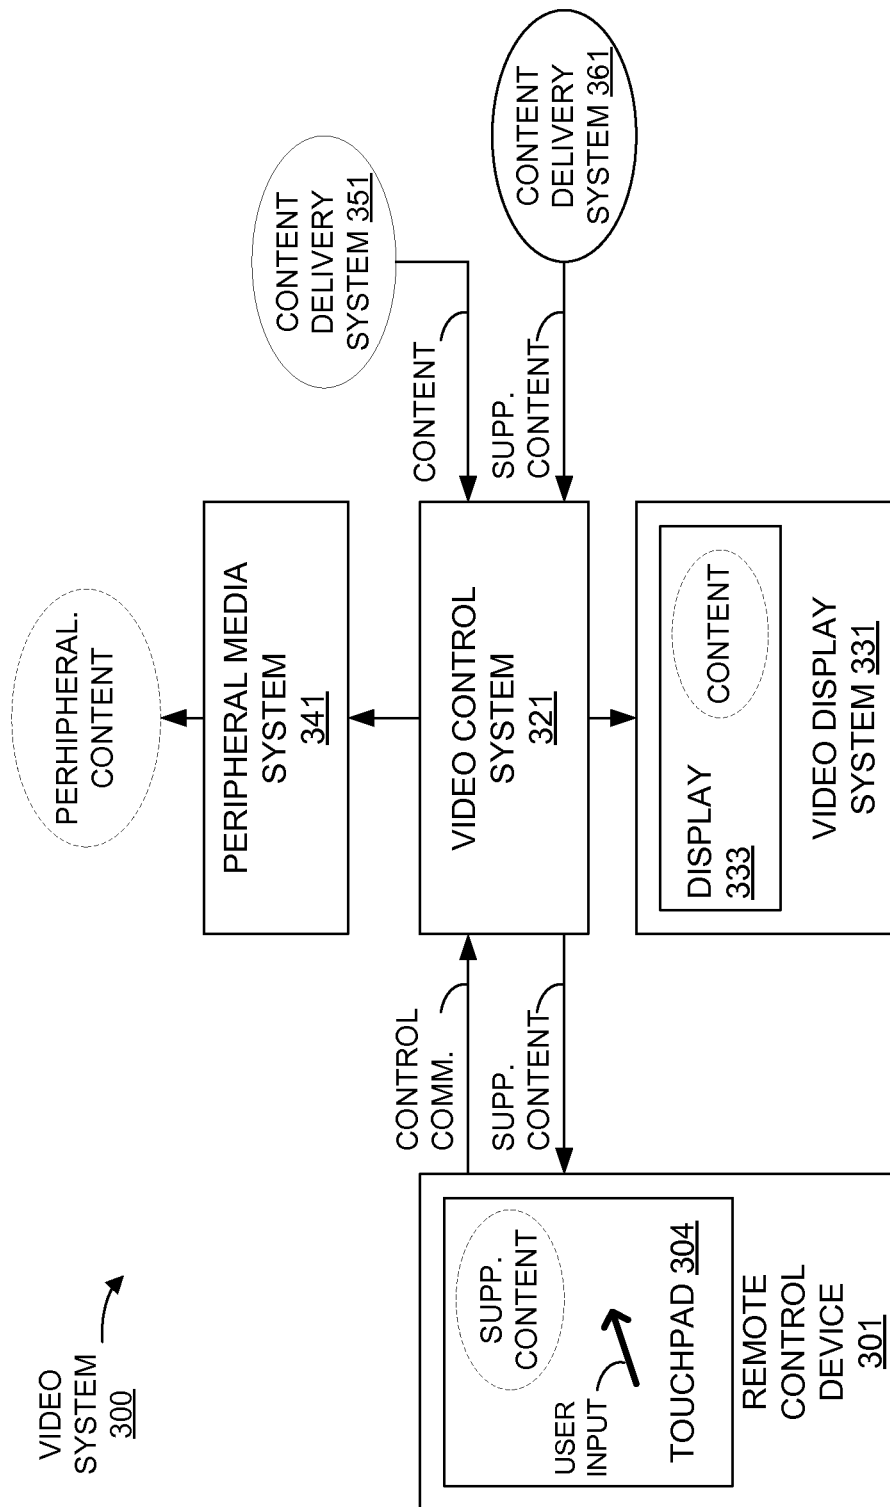 VIDEO
SYSTEM
300
PERHIPHERAL.
CONTENT
PERIPHERAL MEDIA
SYSTEM
341
CONTENT
DELIVERY
SYSTEM 351
CONTROL
COMM.
SUPP.
CONTENT
VIDEO CONTROL
SYSTEM
321
CONTENT
SUPP.
CONTENT
CONTENT
DELIVERY
SYSTEM 361
SUPP.
CONTENT
USER
INPUT
TOUCHPAD 304
REMOTE
CONTROL
DEVICE
301
DISPLAY
333
CONTENT
VIDEO DISPLAY
SYSTEM 331